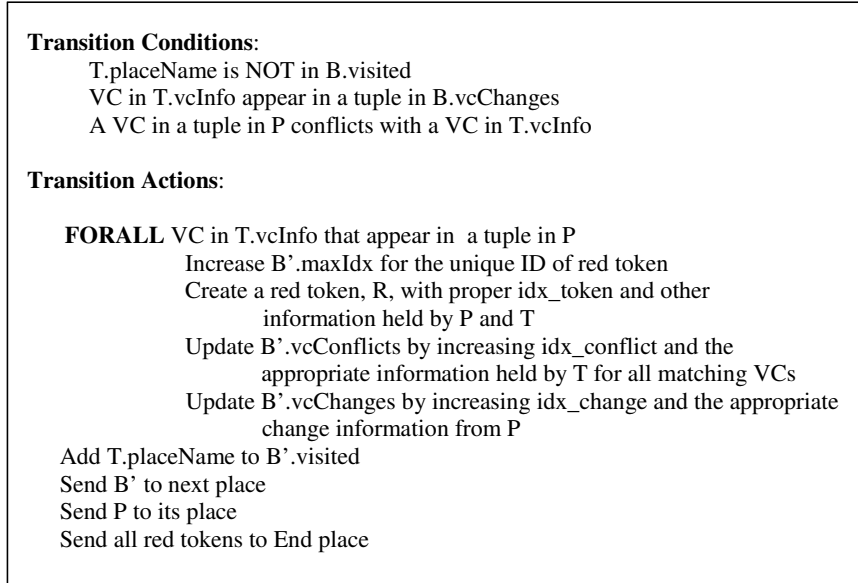 Transition Conditions:
T.placeName is NOT in B.visited
VC in T.vcInfo appear in a tuple in B.vcChanges
A VC in a tuple in P conflicts with a VC in T.vcInfo
Transition Actions:
FORALL VC in T.vcInfo that appear in a tuple in P
Increase B’.maxIdx for the unique ID of red token
Create a red token, R, with proper idx_token and other
information held by P and T
Update B’.vcConflicts by increasing idx_conflict and the
appropriate information held by T for all matching VCs
Update B’.vcChanges by increasing idx_change and the appropriate
change information from P
Add T.placeName to B’.visited
Send B’ to next place
Send P to its place
Send all red tokens to End place